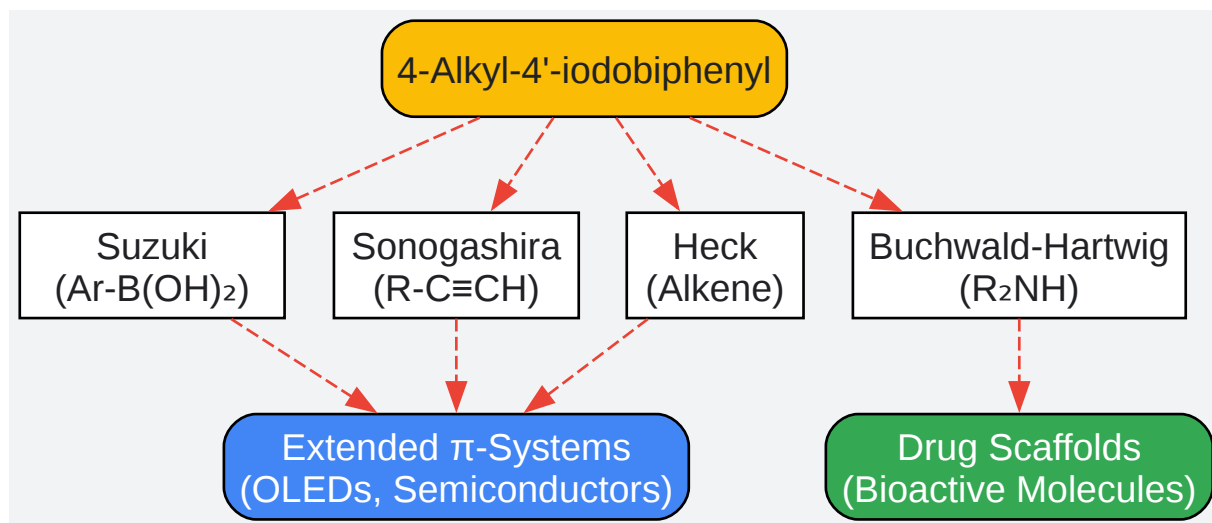 4-Alkyl-4'-iodobiphenyl
Suzuki
(Ar-B(OH)₂)
Sonogashira
(R-C≡CH)
Heck
(Alkene)
Buchwald-Hartwig
(R₂NH)
Extended π-Systems
(OLEDs, Semiconductors)
Drug Scaffolds
(Bioactive Molecules)